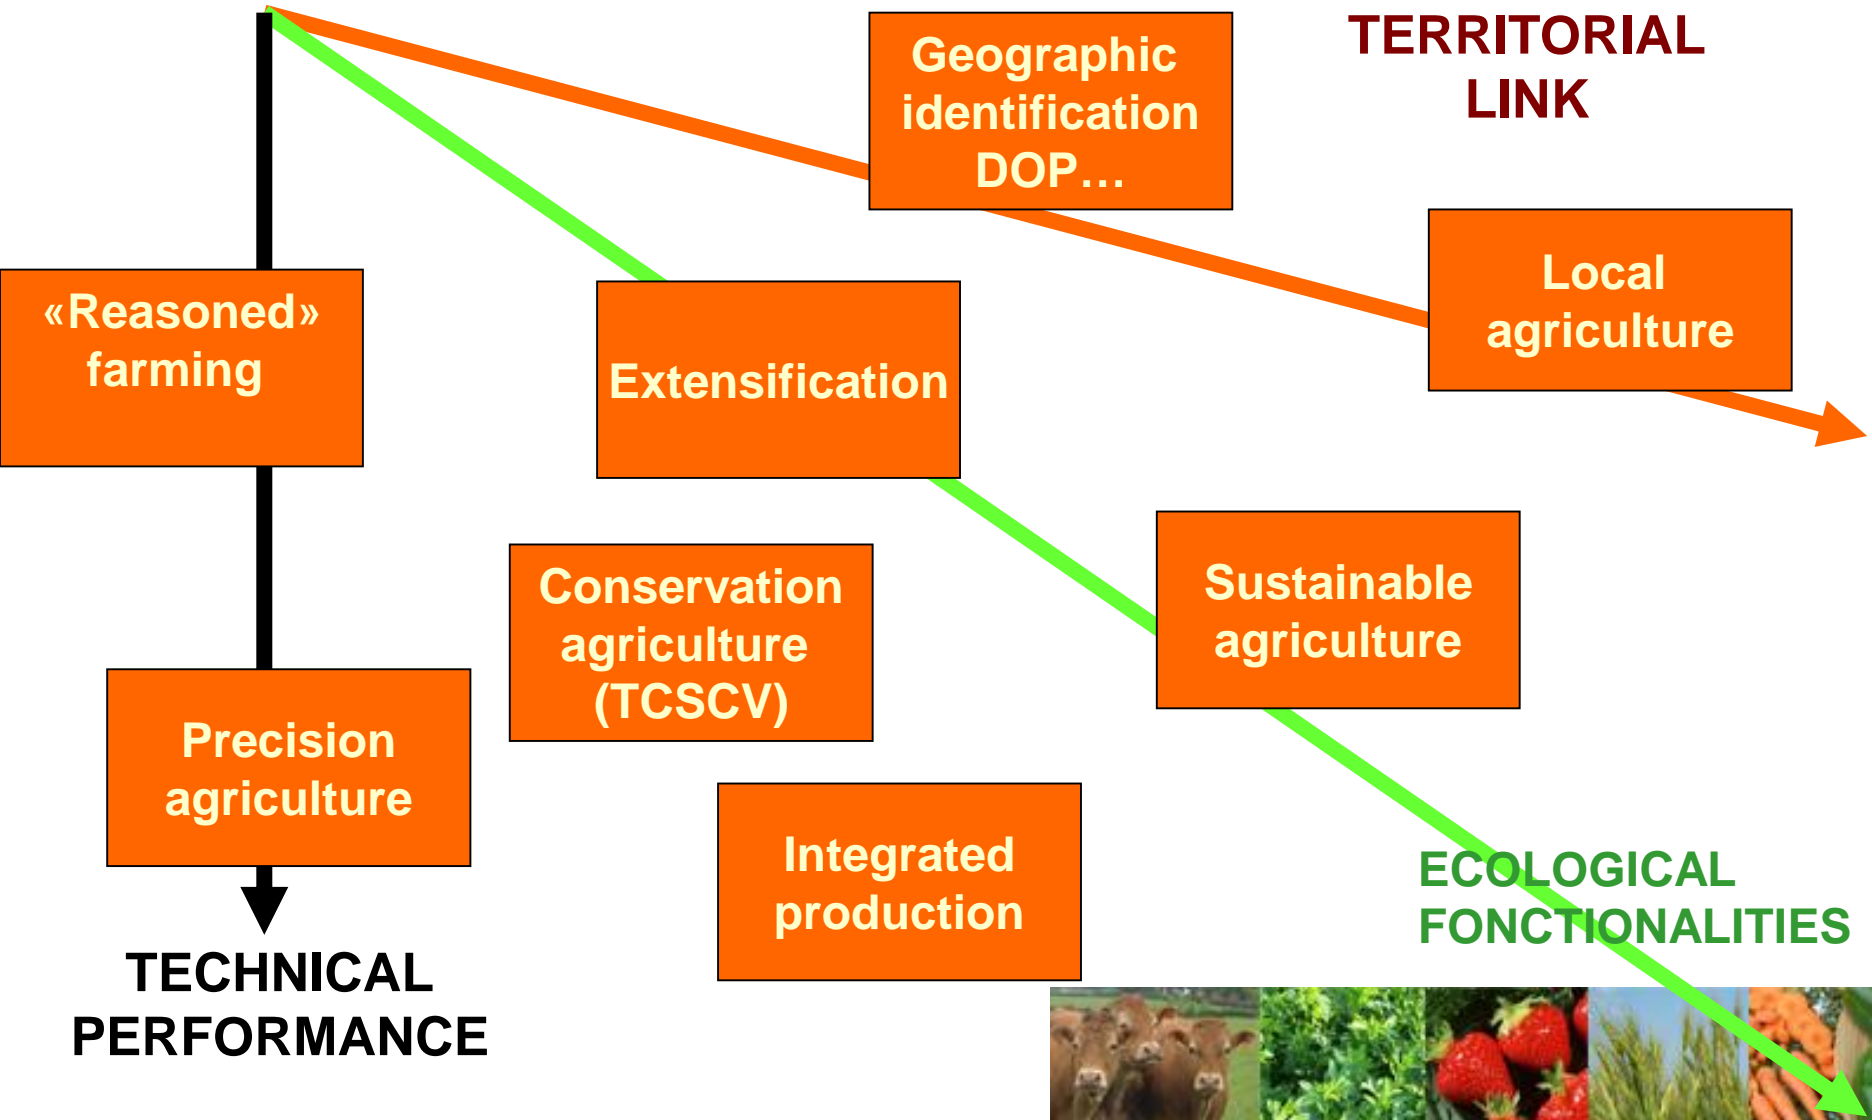 Geographic
identification
DOP…
TERRITORIAL
LINK
Local
agriculture
«Reasoned»
farming
Extensification
Conservation
agriculture
(TCSCV)
Sustainable
agriculture
Precision
agriculture
Integrated
production
ECOLOGICAL
FONCTIONALITIES
TECHNICAL
PERFORMANCE